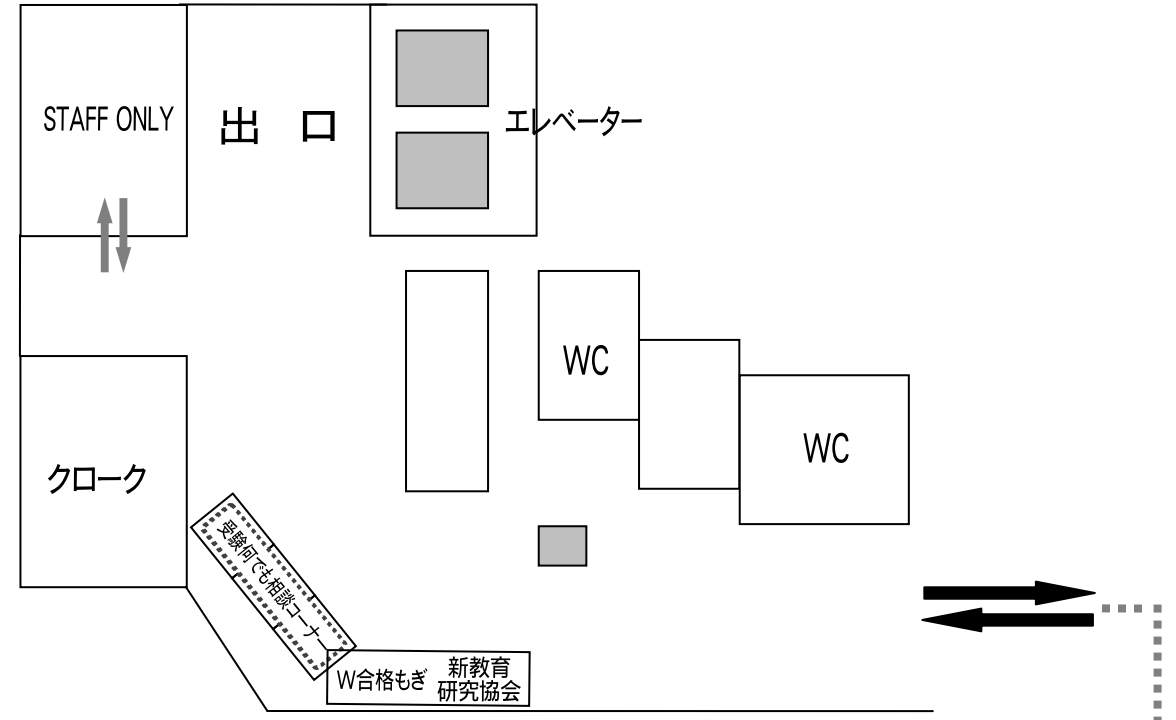 STAFF ONLY
出 口
エレベーター
WC
WC
クローク
受験何でも相談コーナー
W合格もぎ
新教育
研究協会